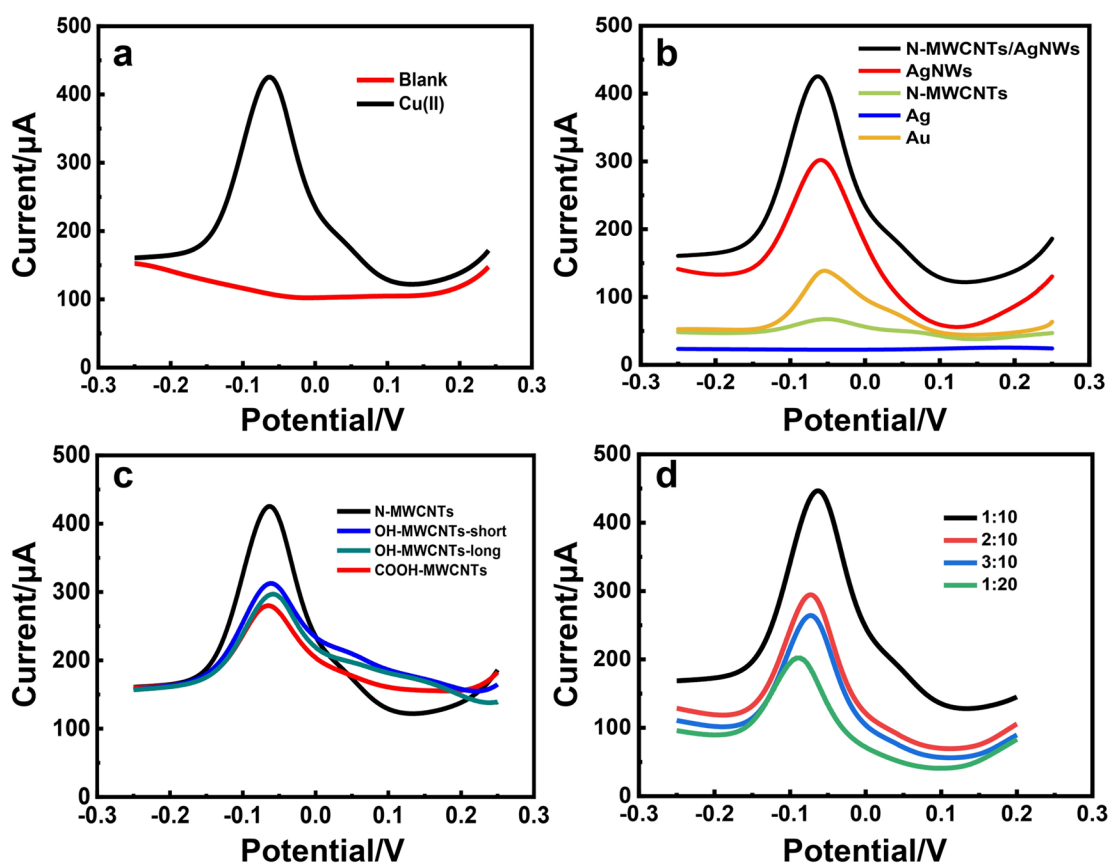 a
Blank
Cu(II)
Current/µA
500
400
300
200
100
0
-0.3
-0.2
-0.1
0.0
0.1
0.2
0.3
Potential/V
b
N-MWCNTs/AgNWs
AgNWs
N-MWCNTs
Ag
Au
Current/µA
500
400
300
200
100
0
-0.3
-0.2
-0.1
0.0
0.1
0.2
0.3
Potential/V
c
N-MWCNTs
OH-MWCNTs-short
OH-MWCNTs-long
COOH-MWCNTs
Current/µA
500
400
300
200
100
0
-0.3
-0.2
-0.1
0.0
0.1
0.2
0.3
Potential/V
d
1:10
2:10
3:10
1:20
Current/µA
500
400
300
200
100
0
-0.3
-0.2
-0.1
0.0
0.1
0.2
0.3
Potential/V